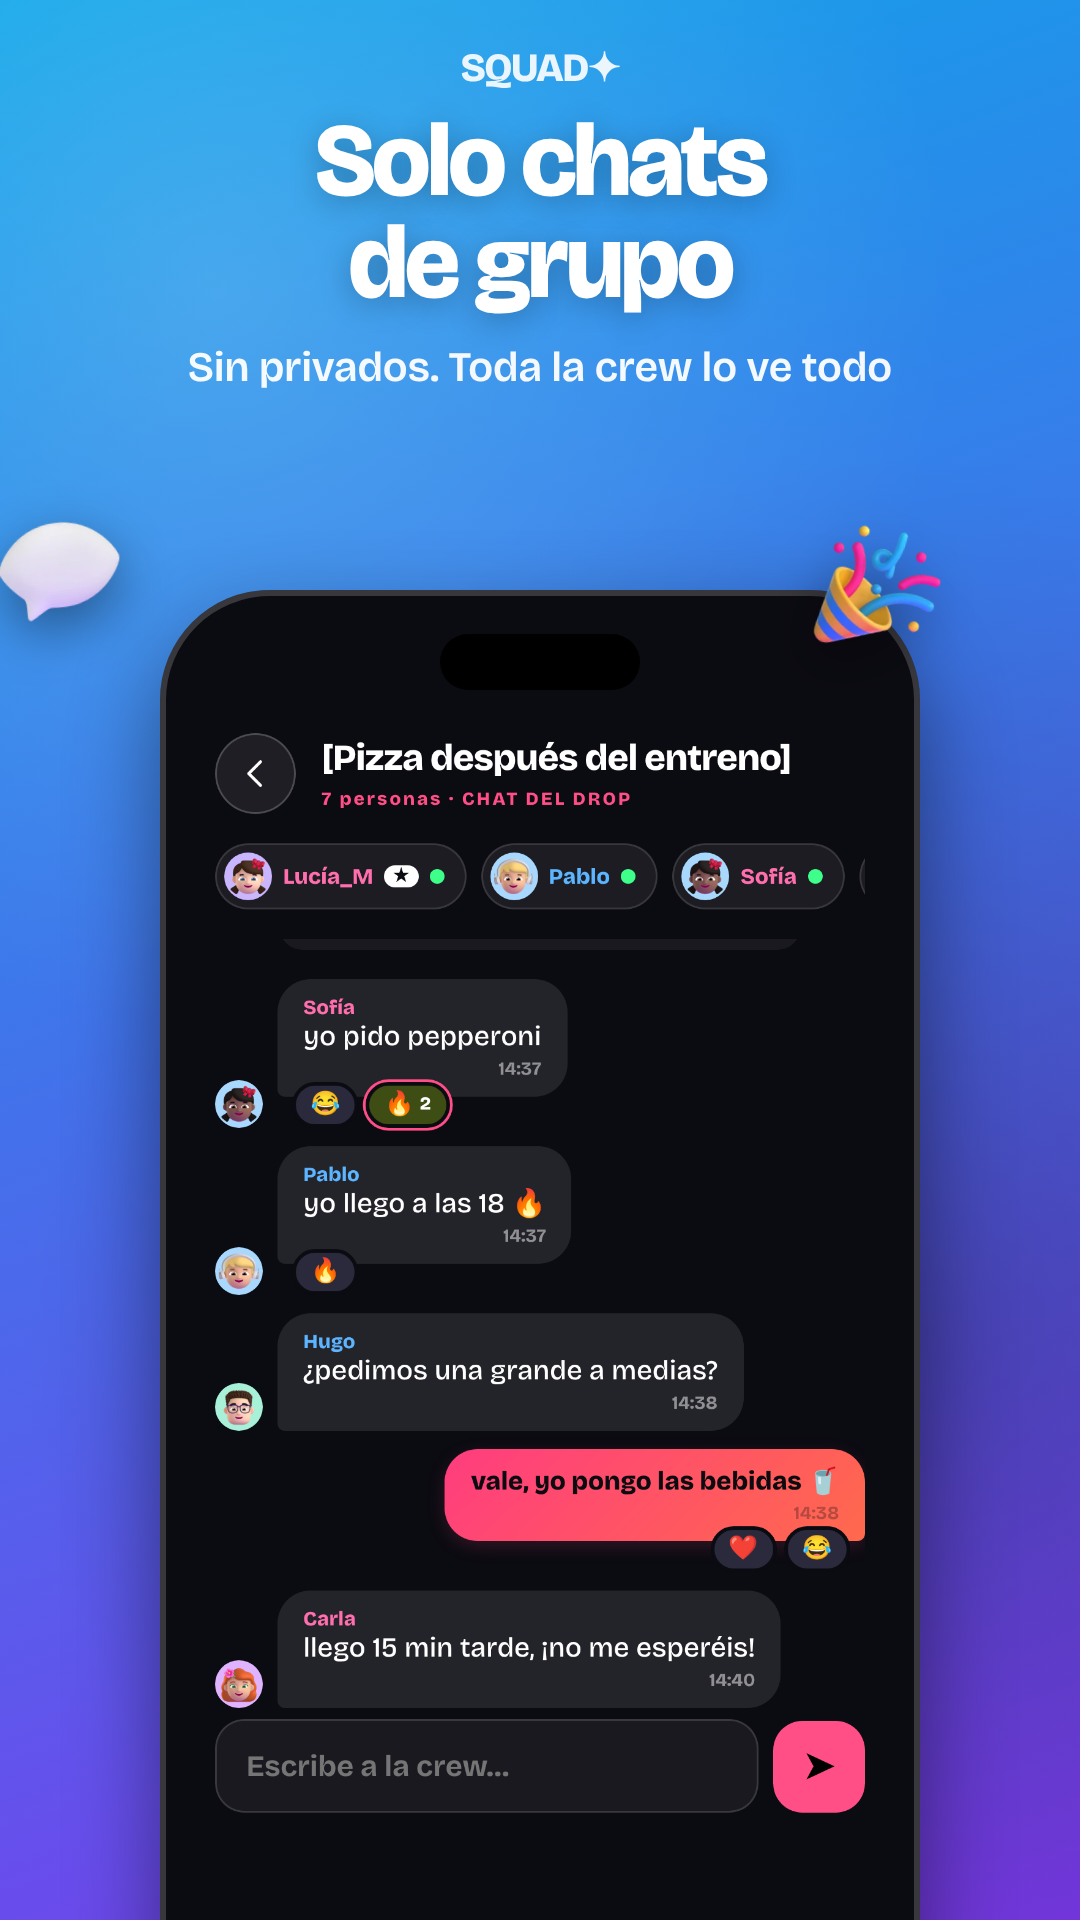 SQUAD✦
Solo chats
de grupo
Sin privados. Toda la crew lo ve todo
[Pizza después del entreno]
7 personas · CHAT DEL DROP
Lucía_M ★
Pablo
Sofía
Sofía
yo pido pepperoni
14:37
😂 🔥 2
Pablo
yo llego a las 18 🔥
14:37
🔥
Hugo
¿pedimos una grande a medias?
14:38
vale, yo pongo las bebidas 🥤
14:38
❤️ 😂
Carla
llego 15 min tarde, ¡no me esperéis!
14:40
Escribe a la crew...